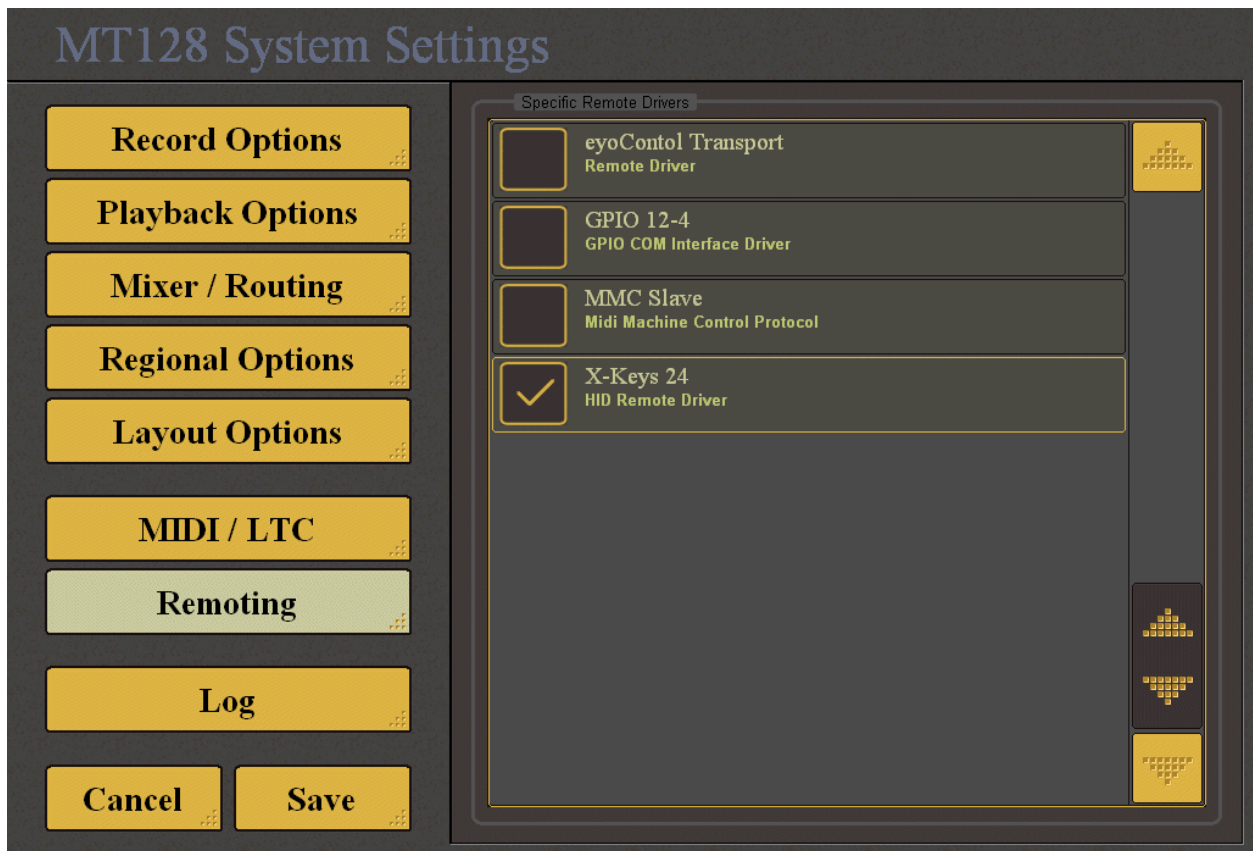 MT128 System Settings
Record Options
Playback Options
Mixer / Routing
Regional Options
Layout Options
MIDI / LTC
Remoting
Log
Cancel
Save
Specific Remote Drivers
eyoContol Transport
Remote Driver
GPIO 12-4
GPIO COM Interface Driver
MMC Slave
Midi Machine Control Protocol
X-Keys 24
HID Remote Driver